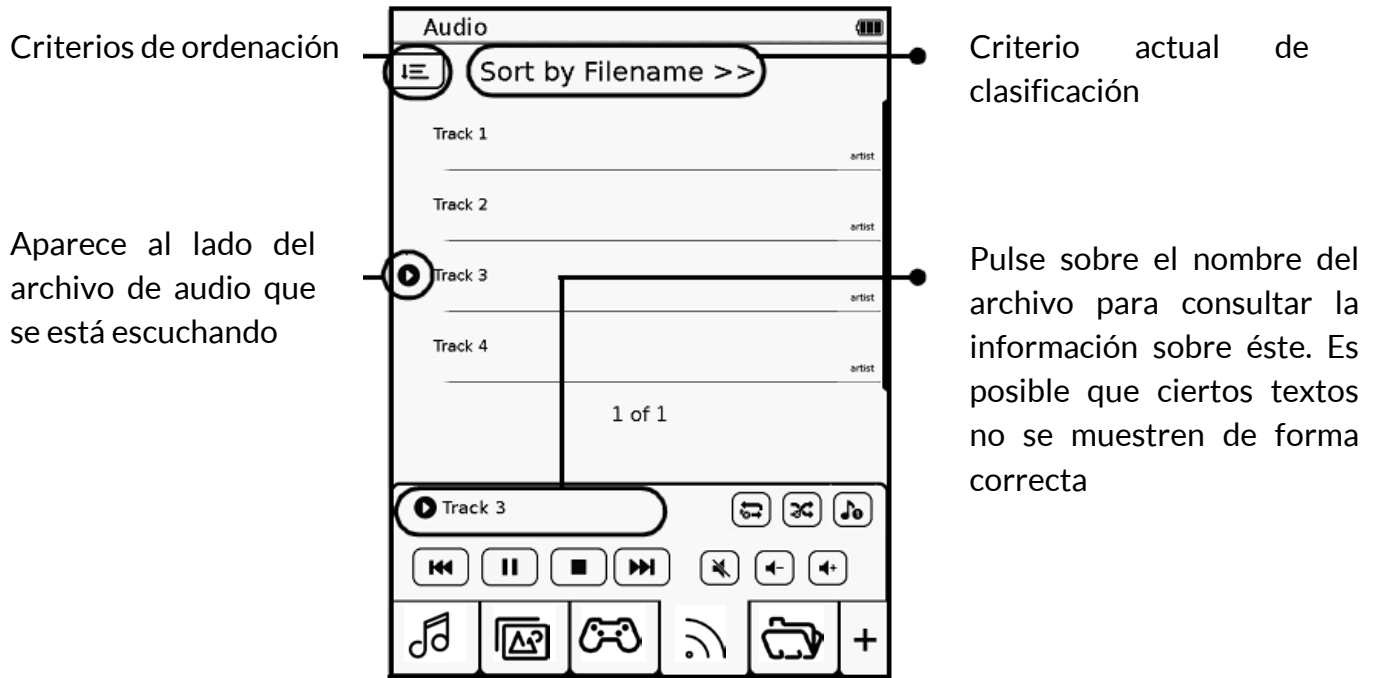 Criterios de ordenación
Aparece al lado del
archivo de audio que
se está escuchando
Audio
Sort by Filename >>
Track 1
artist
Track 2
artist
Track 3
artist
Track 4
artist
1 of 1
Track 3
+
Criterio actual de
clasificación
Pulse sobre el nombre del
archivo para consultar la
información sobre éste. Es
posible que ciertos textos
no se muestren de forma
correcta